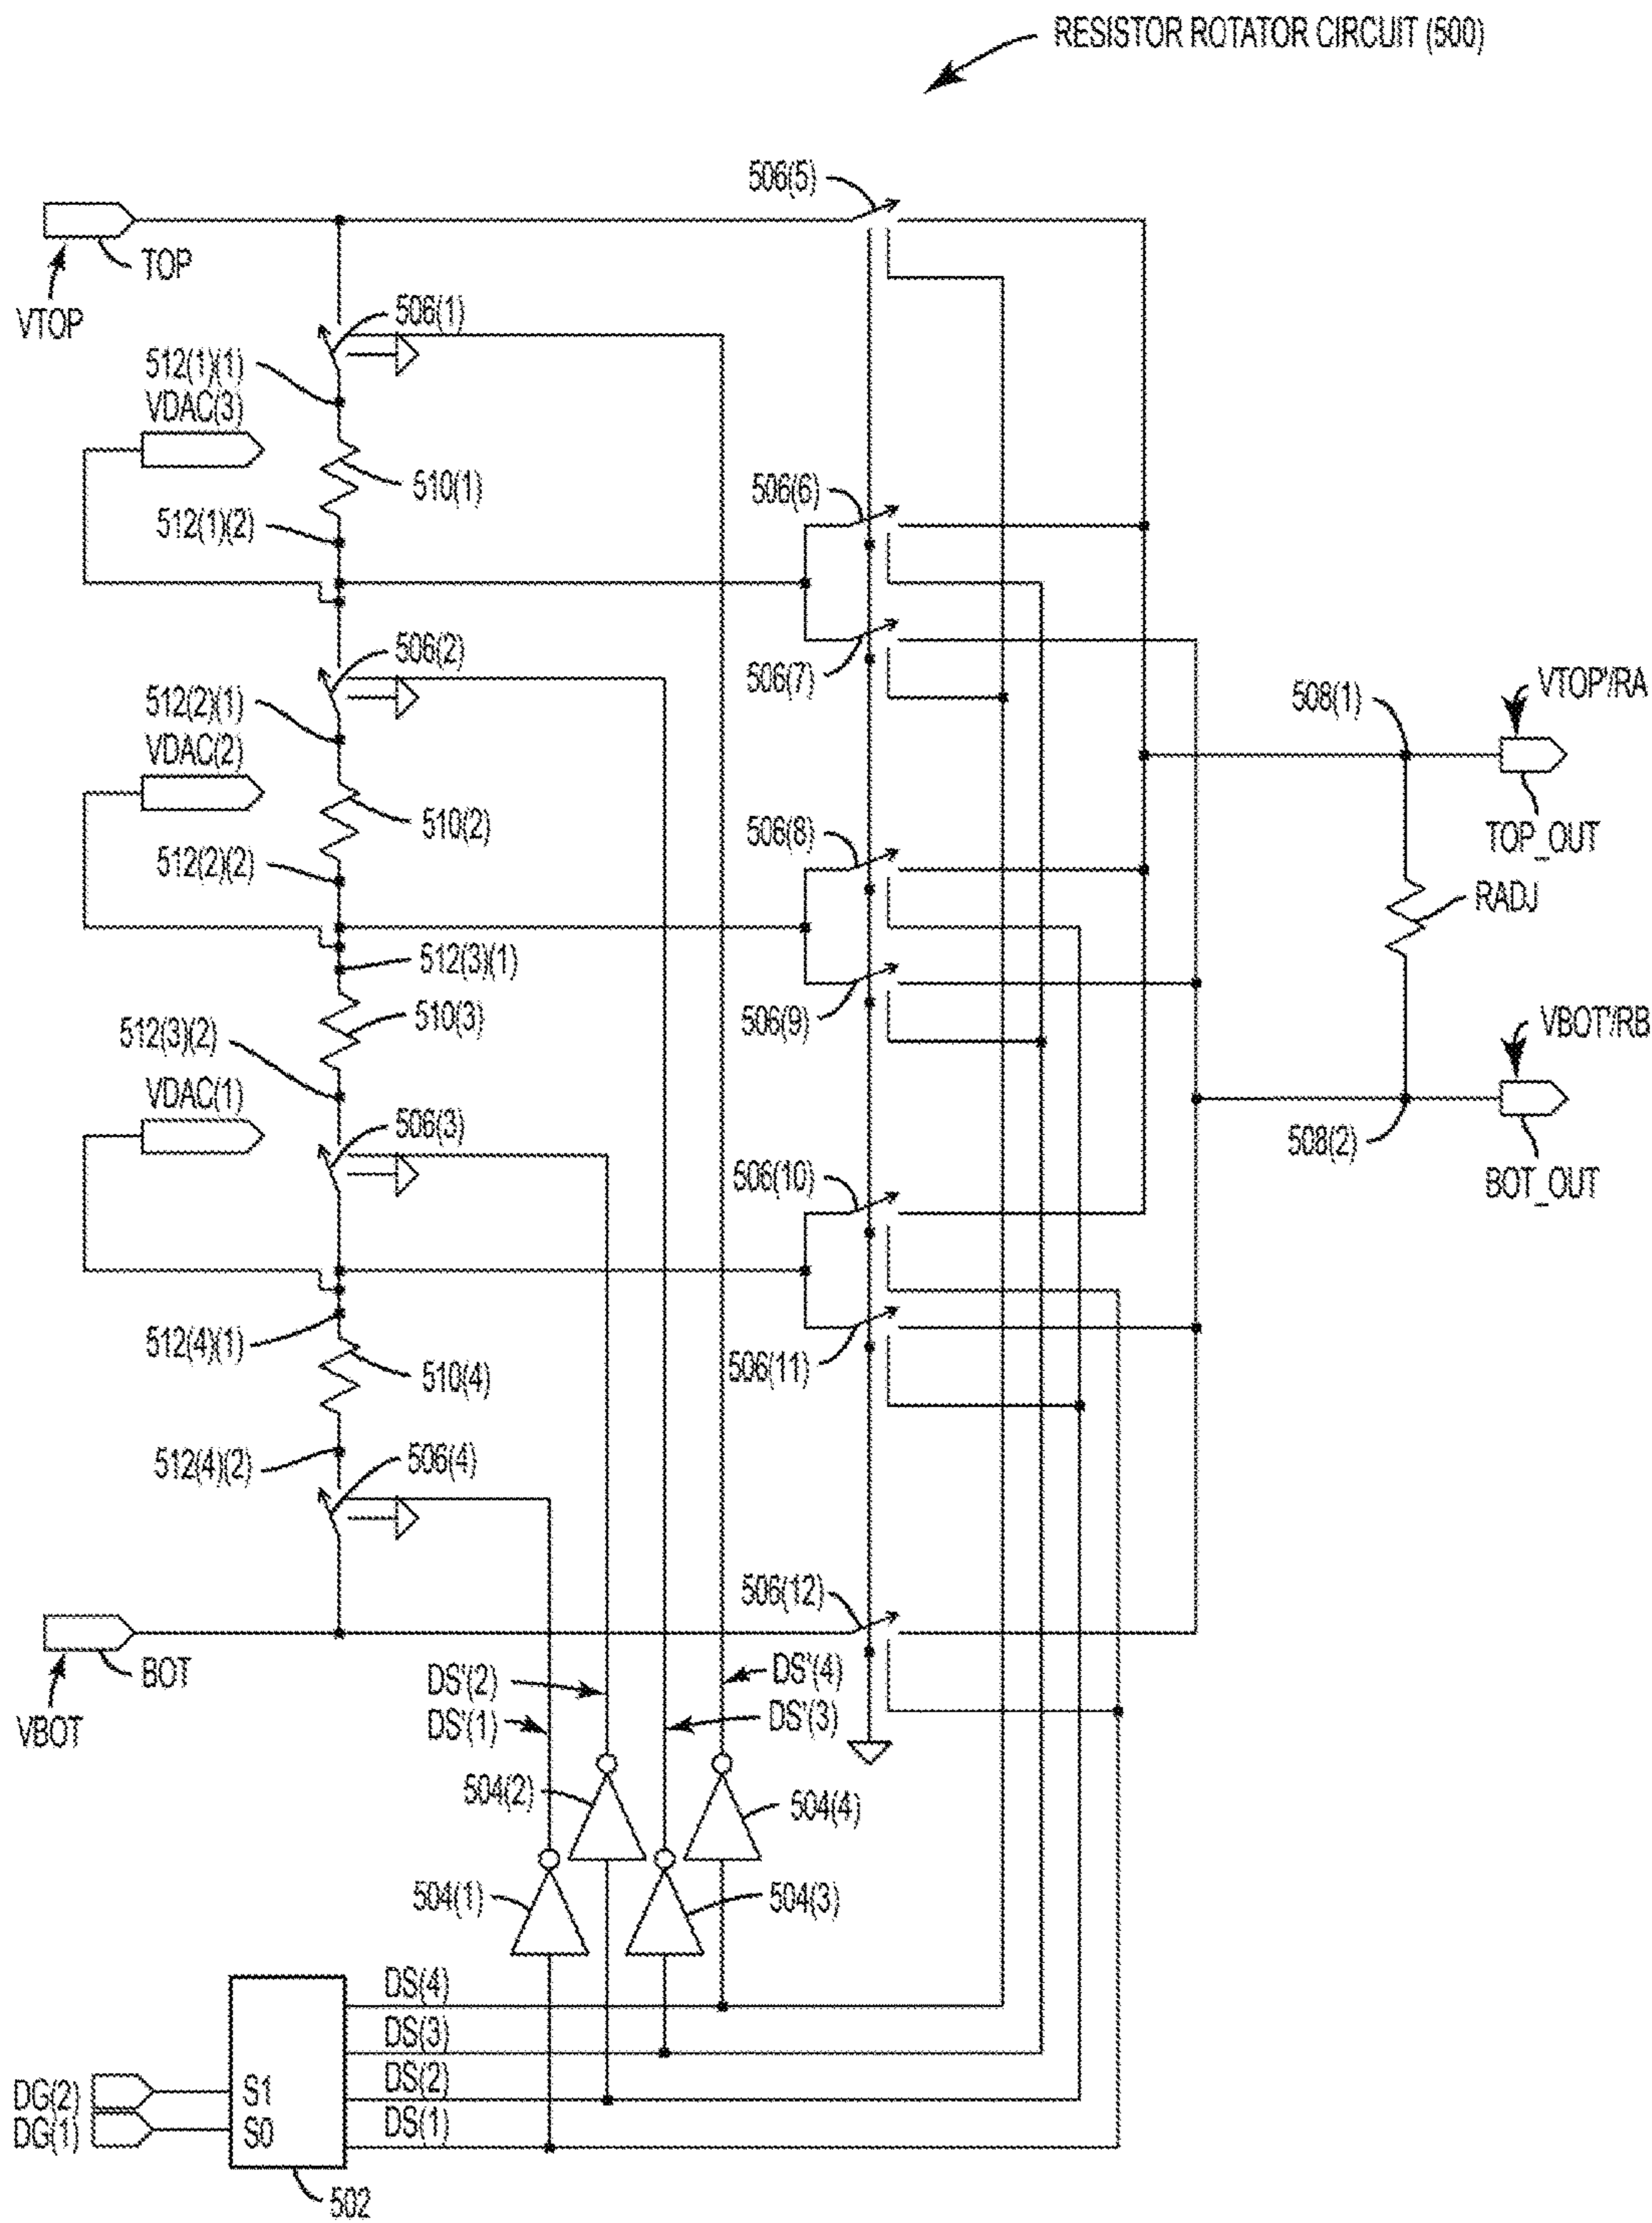 RESISTOR ROTATOR CIRCUIT (500)
506(5)
TOP
VTOP
506(1)
512(1)(1)
VDAC(3)
510(1)
506(6)
512(1)(2)
506(2)
506(7)
512(2)(1)
VDAC(2)
508(1)
VTOP'/RA
510(2)
506(8)
TOP_OUT
512(2)(2)
RADJ
512(3)(1)
510(3)
506(9)
512(3)(2)
VBOT'/RB
VDAC(1)
506(3)
508(2)
506(10)
BOT_OUT
512(4)(1)
510(4)
506(11)
512(4)(2)
506(4)
506(12)
BOT
VBOT
DS'(2)
DS'(4)
DS'(1)
DS'(3)
504(2)
504(4)
504(1)
504(3)
DS(4)
DS(3)
DG(2)
S1
DS(2)
DG(1)
S0
DS(1)
502